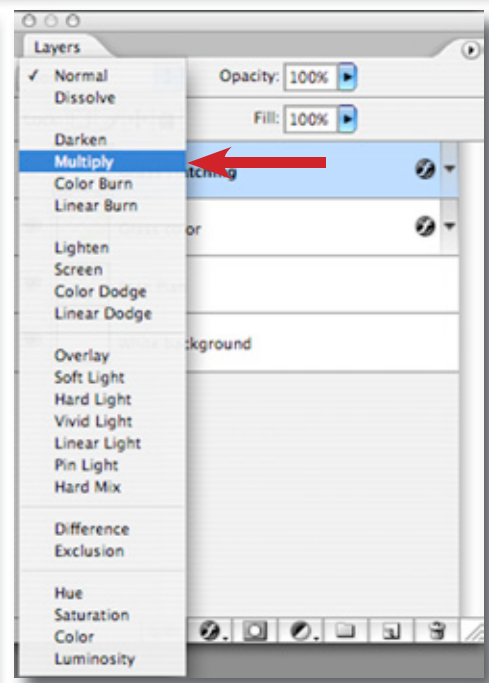 Layers
✓ Normal
Opacity: 100%
Dissolve
Fill: 100%
Darken
Multiply
Color Burn
or
Linear Burn
Lighten
Screen
Color Dodge
Linear Dodge
kground
Overlay
Soft Light
Hard Light
Vivid Light
Linear Light
Pin Light
Hard Mix
Difference
Exclusion
Hue
Saturation
Color
Luminosity